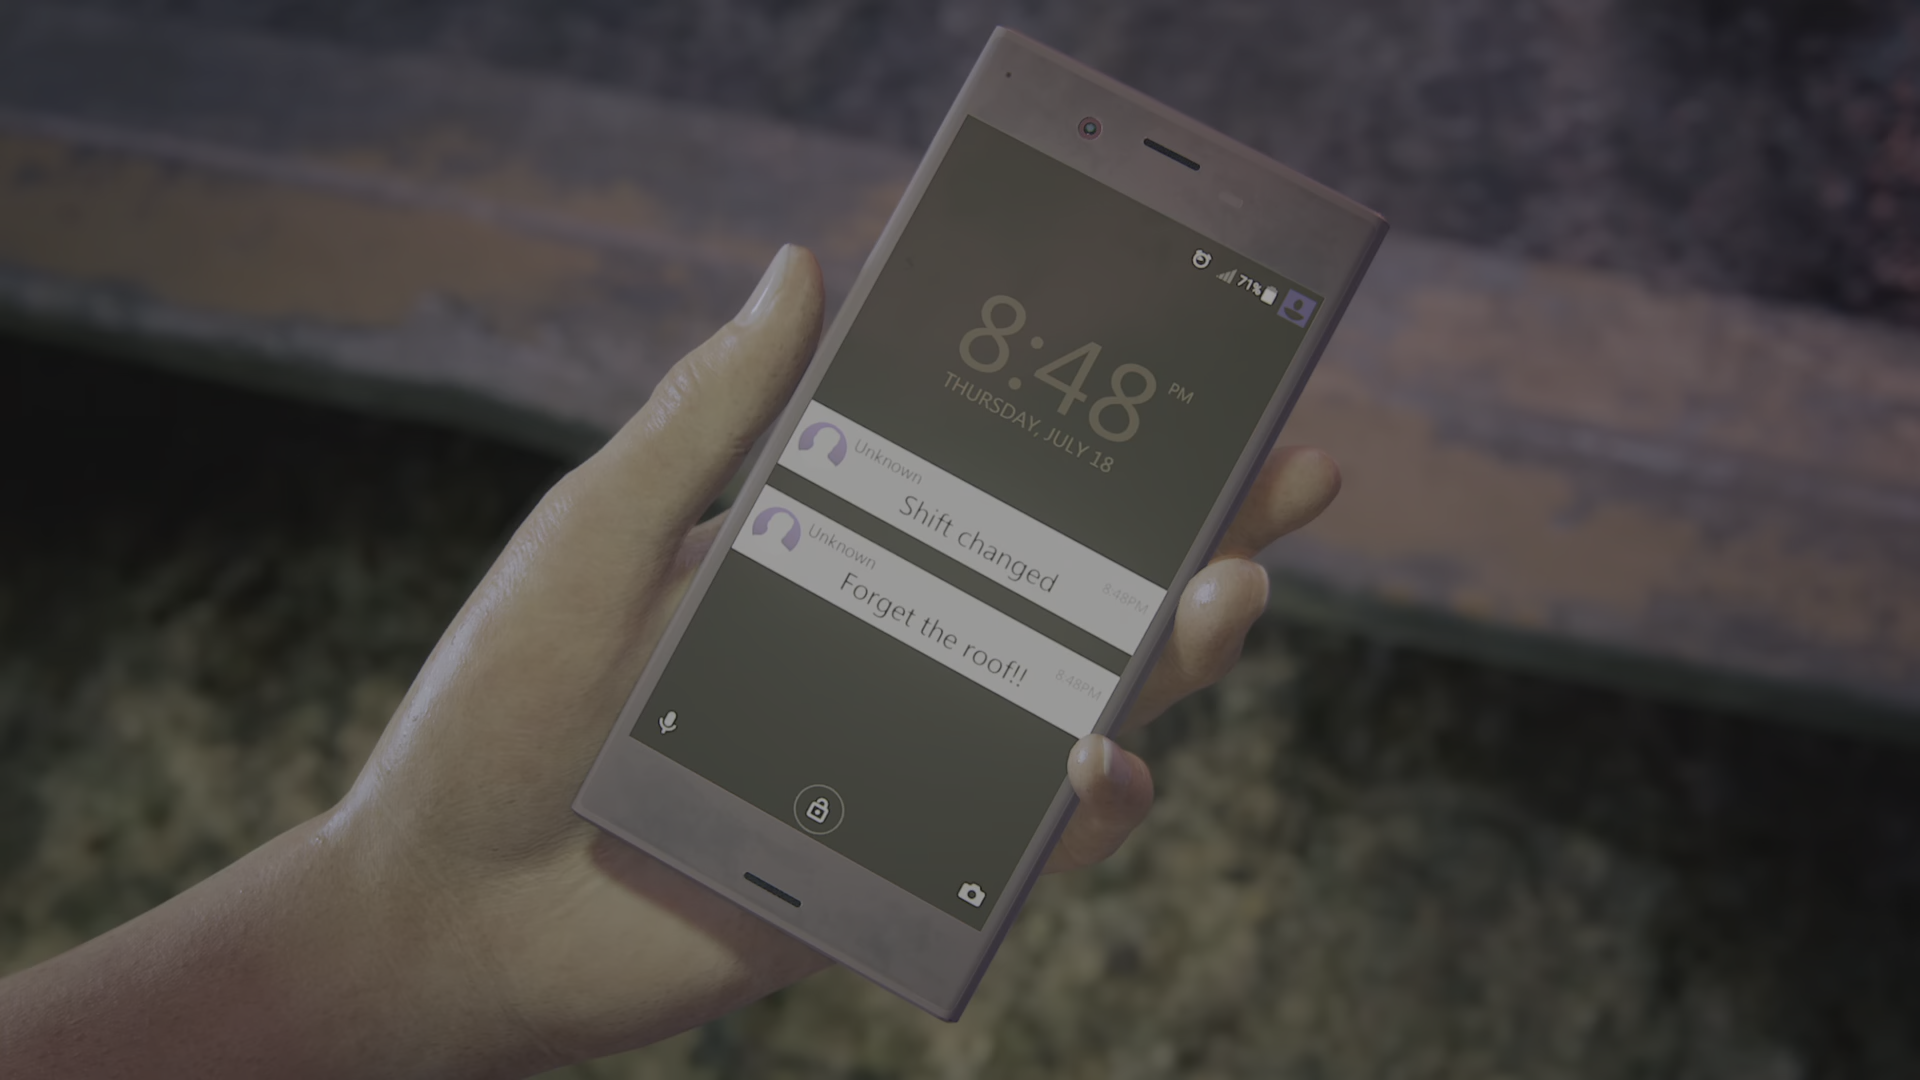 71%
8:48 PM
THURSDAY, JULY 18
Unknown
Shift changed
8:48PM
Unknown
Forget the roof!!
8:48PM